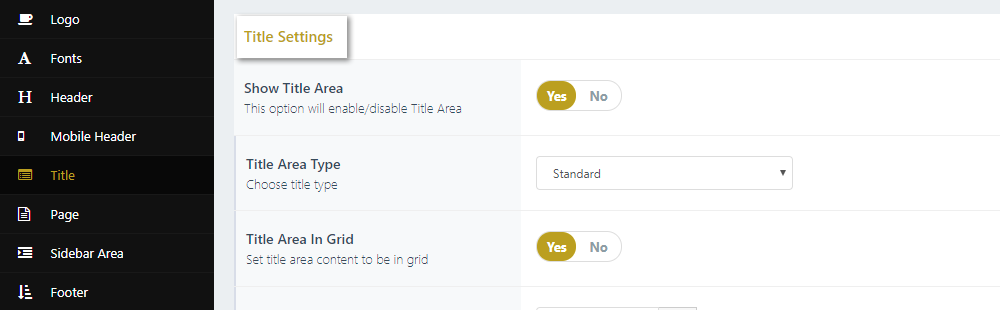 Logo
Fonts
Header
Mobile Header
Title
Page
Sidebar Area
Footer
Title Settings
Show Title Area
This option will enable/disable Title Area
Yes No
Title Area Type
Choose title type
Standard
Title Area In Grid
Set title area content to be in grid
Yes No